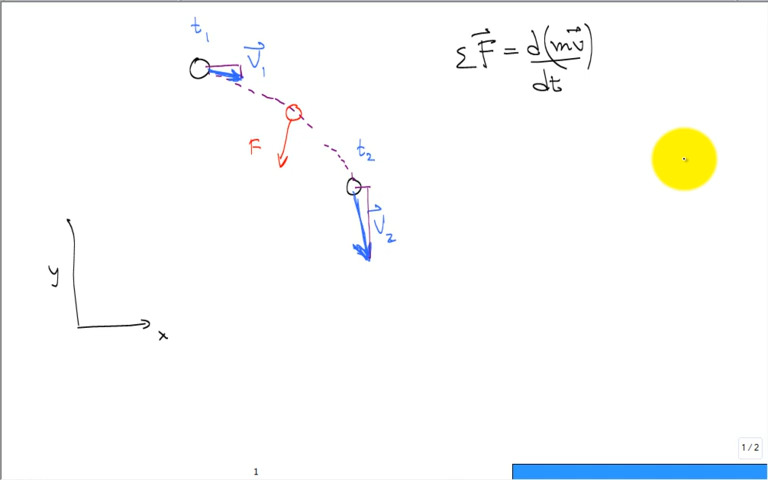 t₁
V⃗₁
ΣF⃗ = d(mv⃗)/dt
F
t₂
V⃗₂
y
x
1 / 2
1